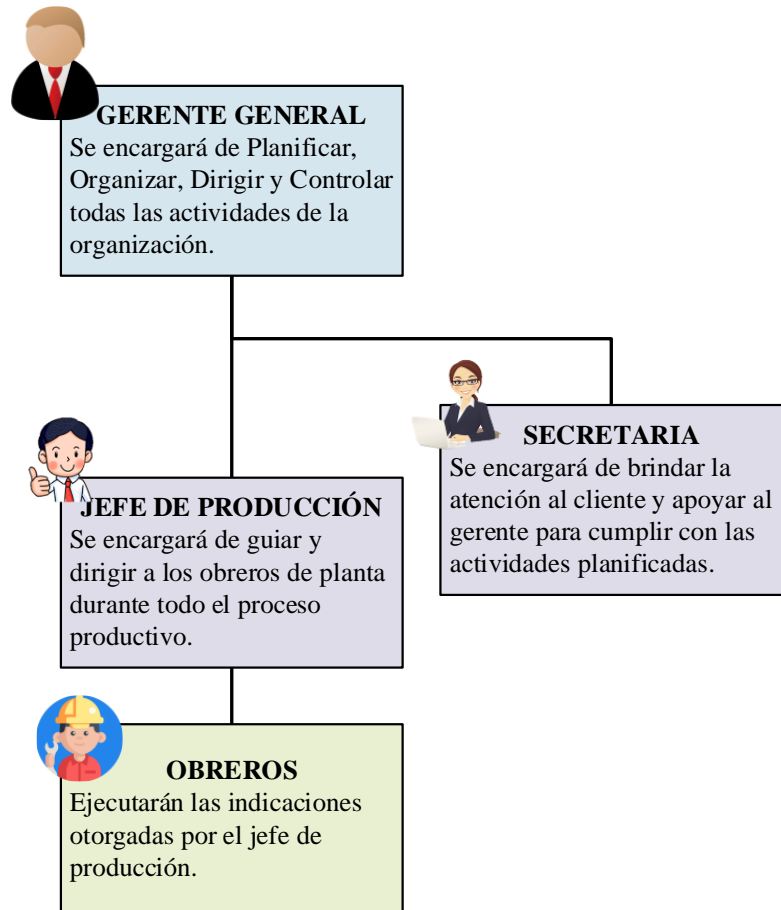 GERENTE GENERAL
Se encargará de Planificar,
Organizar, Dirigir y Controlar
todas las actividades de la
organización.
SECRETARIA
Se encargará de brindar la
atención al cliente y apoyar al
gerente para cumplir con las
actividades planificadas.
JEFE DE PRODUCCIÓN
Se encargará de guiar y
dirigir a los obreros de planta
durante todo el proceso
productivo.
OBREROS
Ejecutarán las indicaciones
otorgadas por el jefe de
producción.